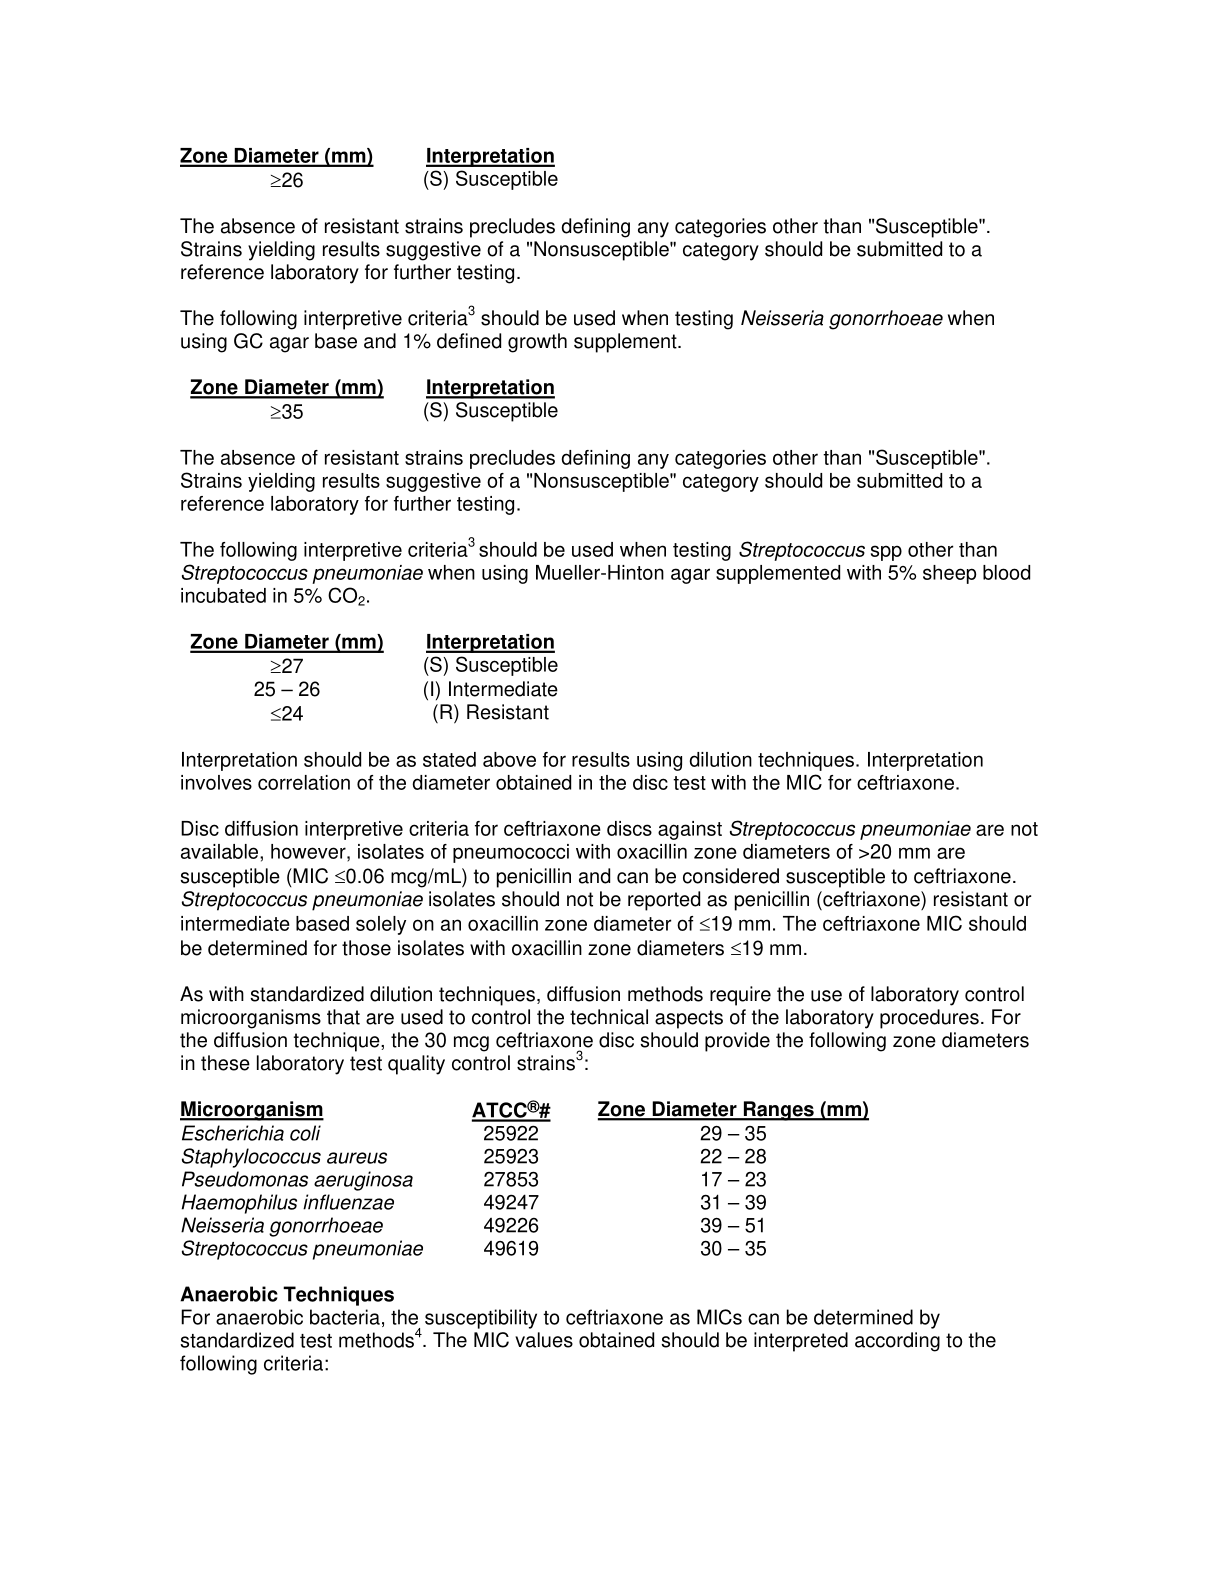 Zone Diameter (mm) Interpretation
≥26 (S) Susceptible
The absence of resistant strains precludes defining any categories other than "Susceptible".
Strains yielding results suggestive of a "Nonsusceptible" category should be submitted to a
reference laboratory for further testing.
The following interpretive criteria3 should be used when testing Neisseria gonorrhoeae when
using GC agar base and 1% defined growth supplement.
Zone Diameter (mm) Interpretation
≥35 (S) Susceptible
The absence of resistant strains precludes defining any categories other than "Susceptible".
Strains yielding results suggestive of a "Nonsusceptible" category should be submitted to a
reference laboratory for further testing.
The following interpretive criteria3 should be used when testing Streptococcus spp other than
Streptococcus pneumoniae when using Mueller-Hinton agar supplemented with 5% sheep blood
incubated in 5% CO2.
Zone Diameter (mm) Interpretation
≥27 (S) Susceptible
25 – 26 (I) Intermediate
≤24 (R) Resistant
Interpretation should be as stated above for results using dilution techniques. Interpretation
involves correlation of the diameter obtained in the disc test with the MIC for ceftriaxone.
Disc diffusion interpretive criteria for ceftriaxone discs against Streptococcus pneumoniae are not
available, however, isolates of pneumococci with oxacillin zone diameters of >20 mm are
susceptible (MIC ≤0.06 mcg/mL) to penicillin and can be considered susceptible to ceftriaxone.
Streptococcus pneumoniae isolates should not be reported as penicillin (ceftriaxone) resistant or
intermediate based solely on an oxacillin zone diameter of ≤19 mm. The ceftriaxone MIC should
be determined for those isolates with oxacillin zone diameters ≤19 mm.
As with standardized dilution techniques, diffusion methods require the use of laboratory control
microorganisms that are used to control the technical aspects of the laboratory procedures. For
the diffusion technique, the 30 mcg ceftriaxone disc should provide the following zone diameters
in these laboratory test quality control strains3:
Microorganism ATCC®# Zone Diameter Ranges (mm)
Escherichia coli 25922 29 – 35
Staphylococcus aureus 25923 22 – 28
Pseudomonas aeruginosa 27853 17 – 23
Haemophilus influenzae 49247 31 – 39
Neisseria gonorrhoeae 49226 39 – 51
Streptococcus pneumoniae 49619 30 – 35
Anaerobic Techniques
For anaerobic bacteria, the susceptibility to ceftriaxone as MICs can be determined by
standardized test methods4. The MIC values obtained should be interpreted according to the
following criteria: